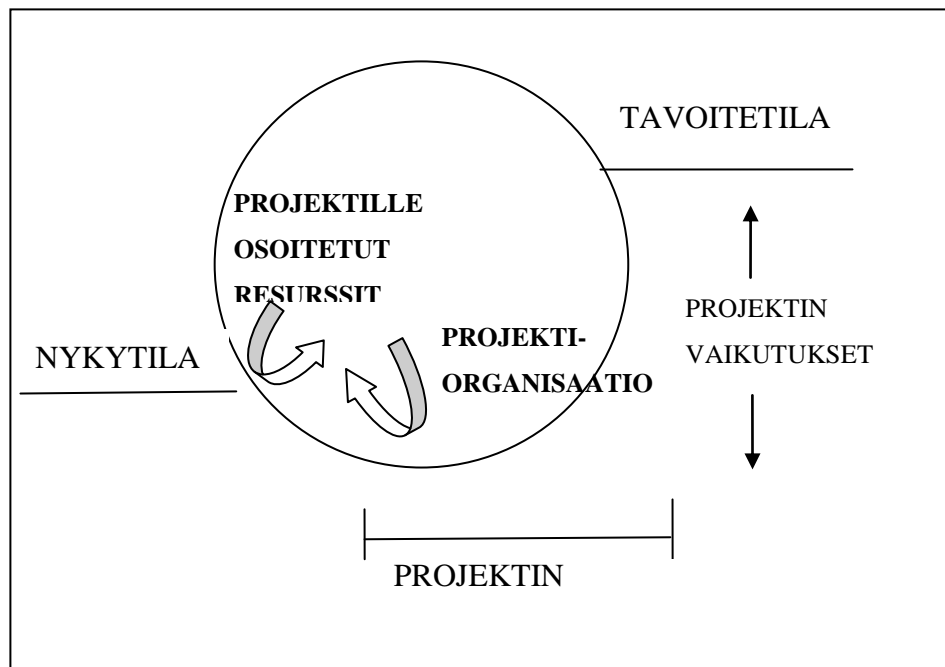 TAVOITETILA
PROJEKTILLE
OSOITETUT
RESURSSIT
PROJEKTI-
ORGANISAATIO
PROJEKTIN
VAIKUTUKSET
NYKYTILA
PROJEKTIN